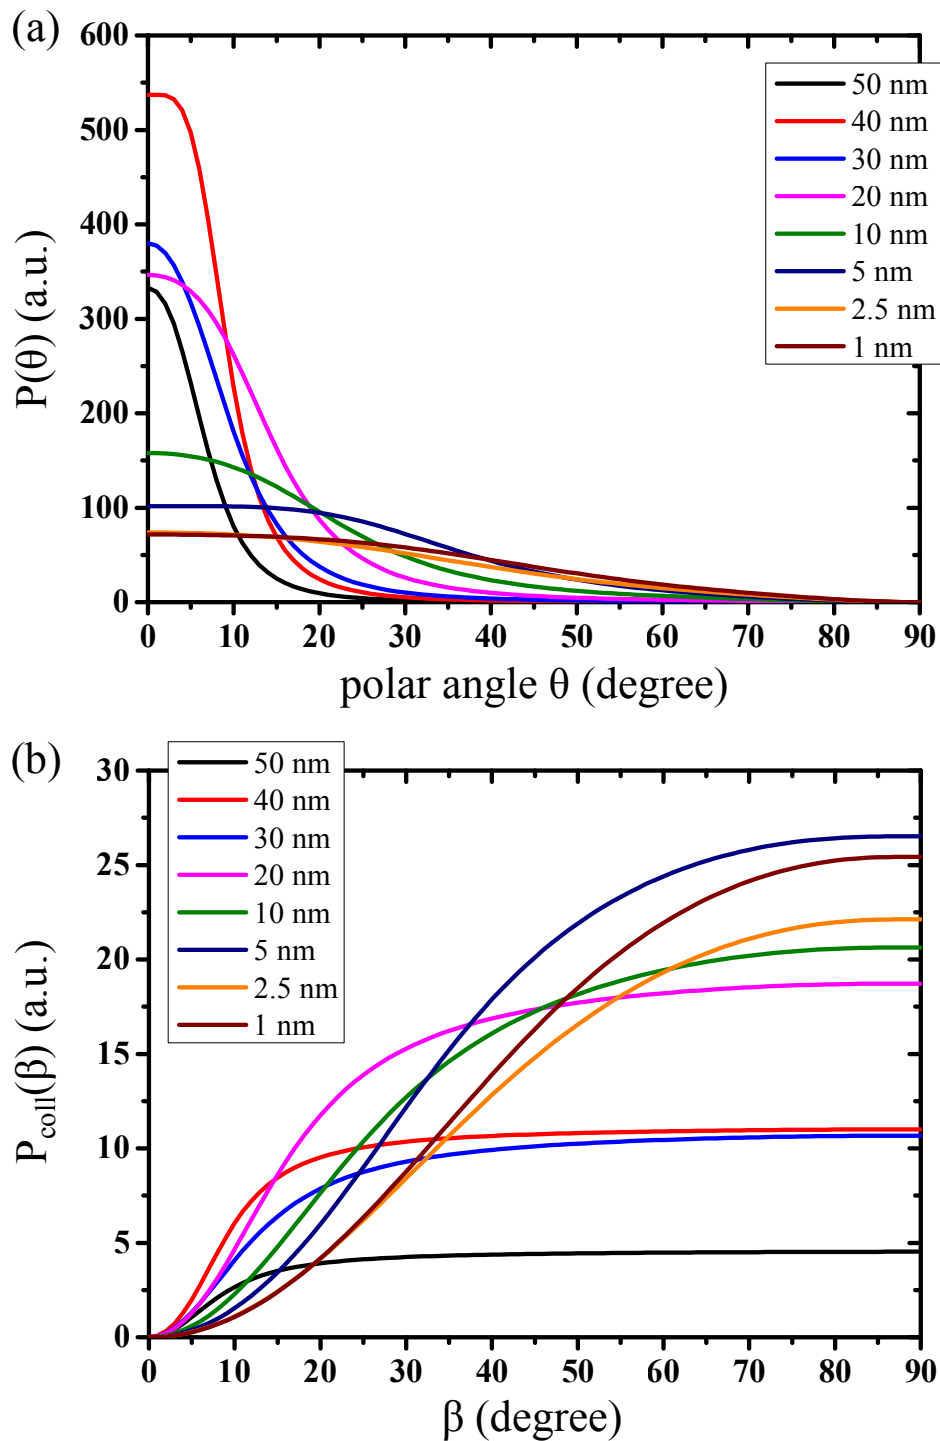 (a)
600
500
400
300
200
100
0
P(θ) (a.u.)
50 nm
40 nm
30 nm
20 nm
10 nm
5 nm
2.5 nm
1 nm
0 10 20 30 40 50 60 70 80 90
polar angle θ (degree)
(b)
30
25
20
15
10
5
0
P_coll(β) (a.u.)
50 nm
40 nm
30 nm
20 nm
10 nm
5 nm
2.5 nm
1 nm
0 10 20 30 40 50 60 70 80 90
β (degree)